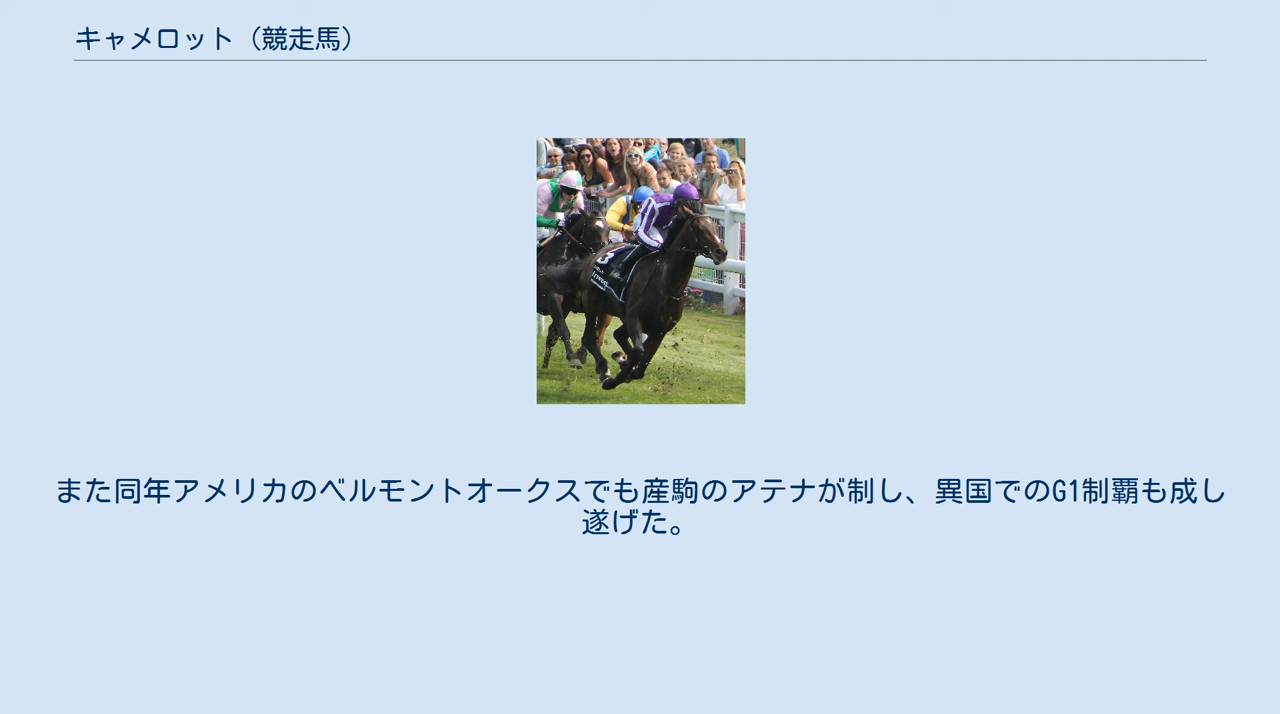 キャメロット（競走馬）
3
また同年アメリカのベルモントオークスでも産駒のアテナが制し、異国でのG1制覇も成し
遂げた。